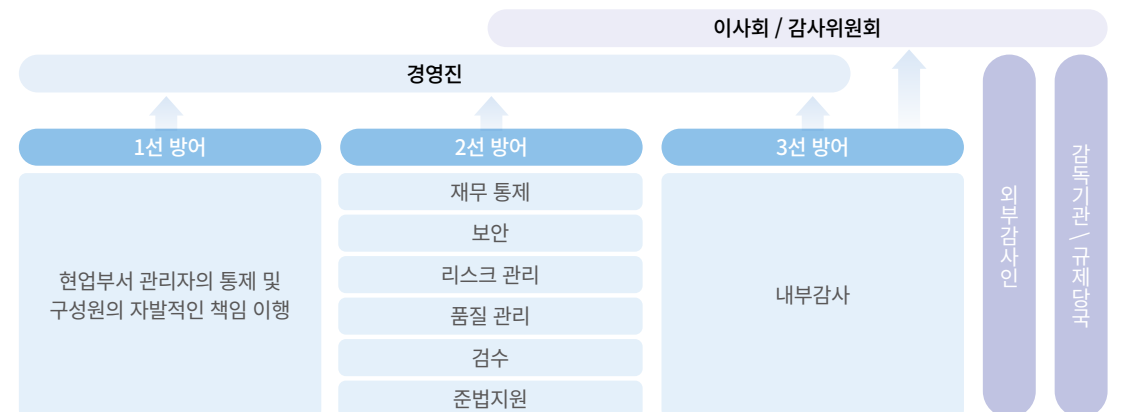 이사회 / 감사위원회
경영진
1선 방어
2선 방어
3선 방어
현업부서 관리자의 통제 및
구성원의 자발적인 책임 이행
재무 통제
보안
리스크 관리
품질 관리
검수
준법지원
내부감사
외부감사인
감독기관 / 규제당국